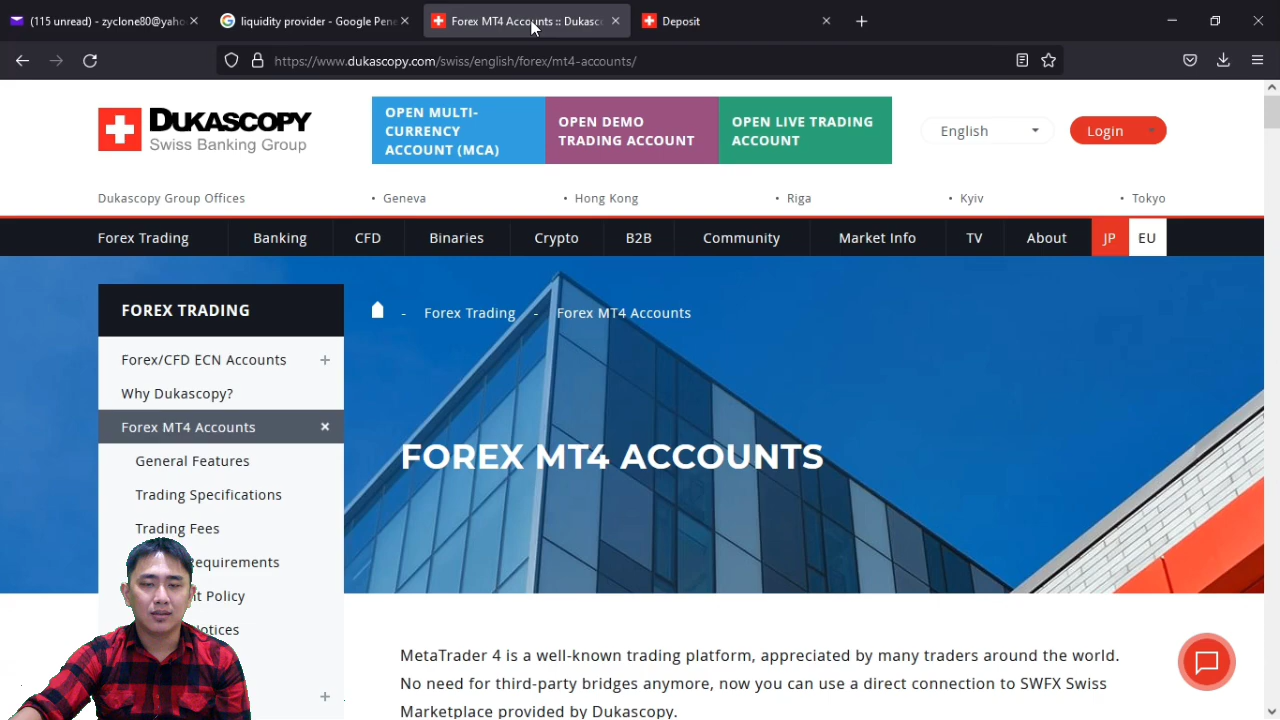 (115 unread) - zyclone80@yaho
liquidity provider - Google Pene
Forex MT4 Accounts :: Dukasc
Deposit
https://www.dukascopy.com/swiss/english/forex/mt4-accounts/
DUKASCOPY
Swiss Banking Group
OPEN MULTI-
CURRENCY
ACCOUNT (MCA)
OPEN DEMO
TRADING ACCOUNT
OPEN LIVE TRADING
ACCOUNT
English
Login
Dukascopy Group Offices
• Geneva
• Hong Kong
• Riga
• Kyiv
• Tokyo
Forex Trading
Banking
CFD
Binaries
Crypto
B2B
Community
Market Info
TV
About
JP
EU
FOREX TRADING
Forex/CFD ECN Accounts
Why Dukascopy?
Forex MT4 Accounts
General Features
Trading Specifications
Trading Fees
Requirements
Policy
- Forex Trading - Forex MT4 Accounts
FOREX MT4 ACCOUNTS
MetaTrader 4 is a well-known trading platform, appreciated by many traders around the world.
No need for third-party bridges anymore, now you can use a direct connection to SWFX Swiss
Marketplace provided by Dukascopy.